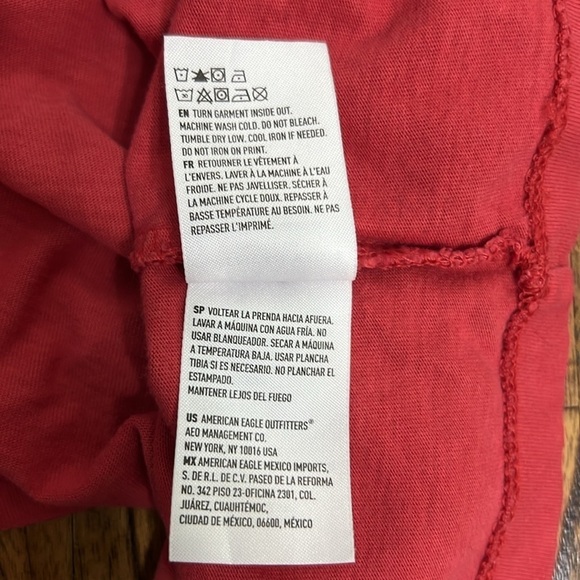 EN TURN GARMENT INSIDE OUT.
MACHINE WASH COLD. DO NOT BLEACH.
TUMBLE DRY LOW. COOL IRON IF NEEDED.
DO NOT IRON ON PRINT.
FR RETOURNER LE VÊTEMENT À
L'ENVERS. LAVER À LA MACHINE À L'EAU
FROIDE. NE PAS JAVELLISER. SÉCHER À
LA MACHINE CYCLE DOUX. REPASSER À
BASSE TEMPÉRATURE AU BESOIN. NE PAS
REPASSER L'IMPRIMÉ.
SP VOLTEAR LA PRENDA HACIA AFUERA.
LAVAR A MÁQUINA CON AGUA FRÍA. NO
USAR BLANQUEADOR. SECAR A MÁQUINA
A TEMPERATURA BAJA. USAR PLANCHA
TIBIA SI ES NECESARIO. NO PLANCHAR EL
ESTAMPADO.
MANTENER LEJOS DEL FUEGO
US AMERICAN EAGLE OUTFITTERS®
AEO MANAGEMENT CO.
NEW YORK, NY 10016 USA
MX AMERICAN EAGLE MEXICO IMPORTS,
S. DE R.L. DE C.V. PASEO DE LA REFORMA
NO. 342 PISO 23-OFICINA 2301, COL.
JUÁREZ, CUAUHTÉMOC,
CIUDAD DE MÉXICO, 06600, MÉXICO